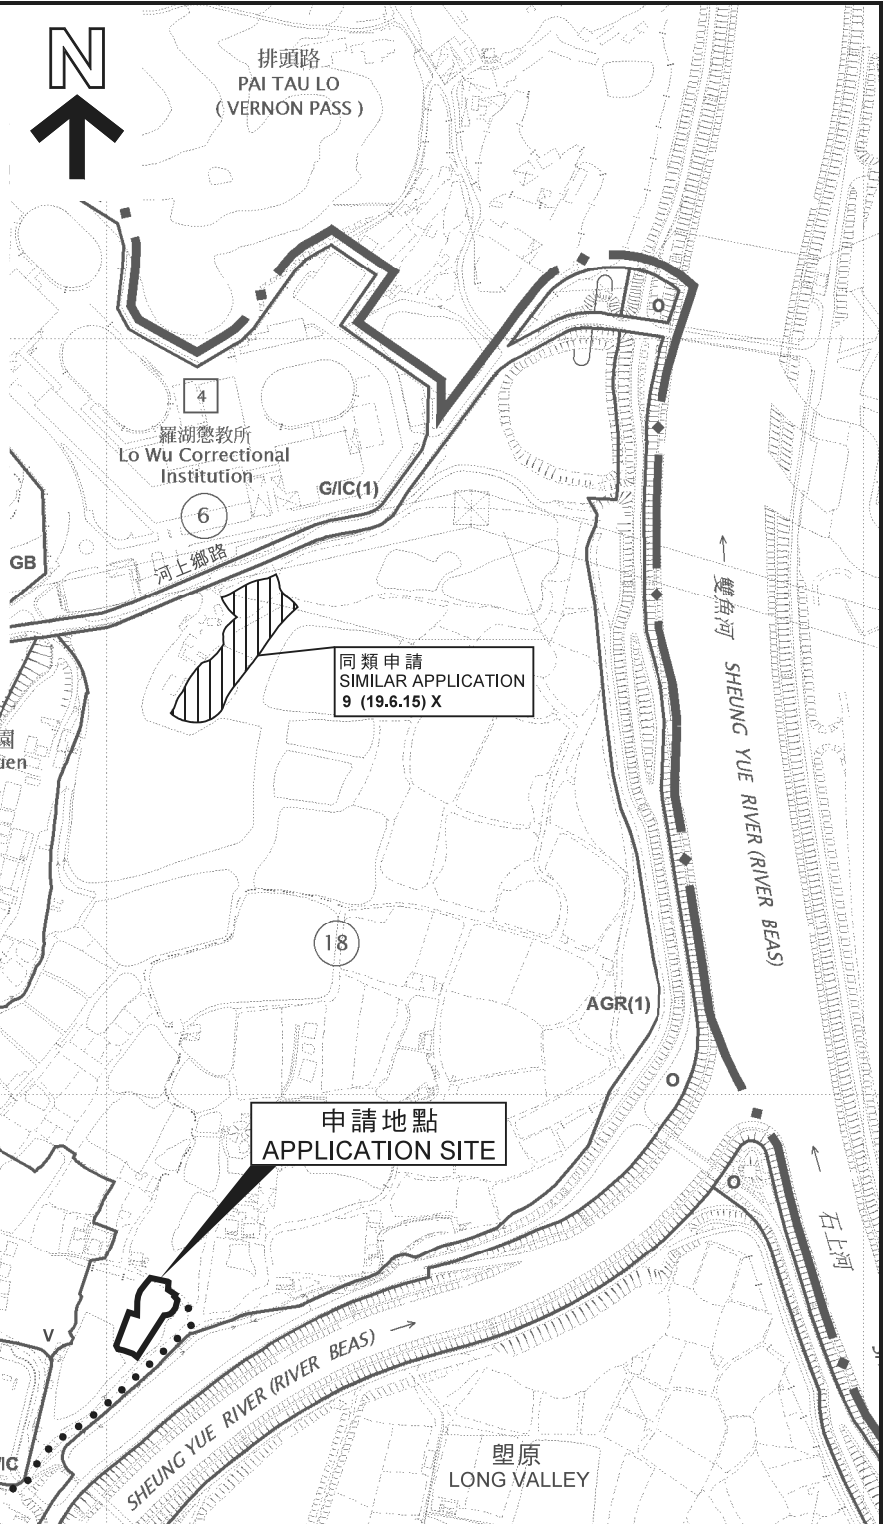 N
排頭路
PAI TAU LO
( VERNON PASS )
O
4
羅湖懲教所
Lo Wu Correctional
Institution
G/IC(1)
6
GB
河上鄉路
← 雙魚河 SHEUNG YUE RIVER (RIVER BEAS)
同類申請
SIMILAR APPLICATION
9 (19.6.15) X
園
uen
18
AGR(1)
O
申請地點
APPLICATION SITE
O
← 石上河
V
SHEUNG YUE RIVER (RIVER BEAS) →
/IC
塱原
LONG VALLEY